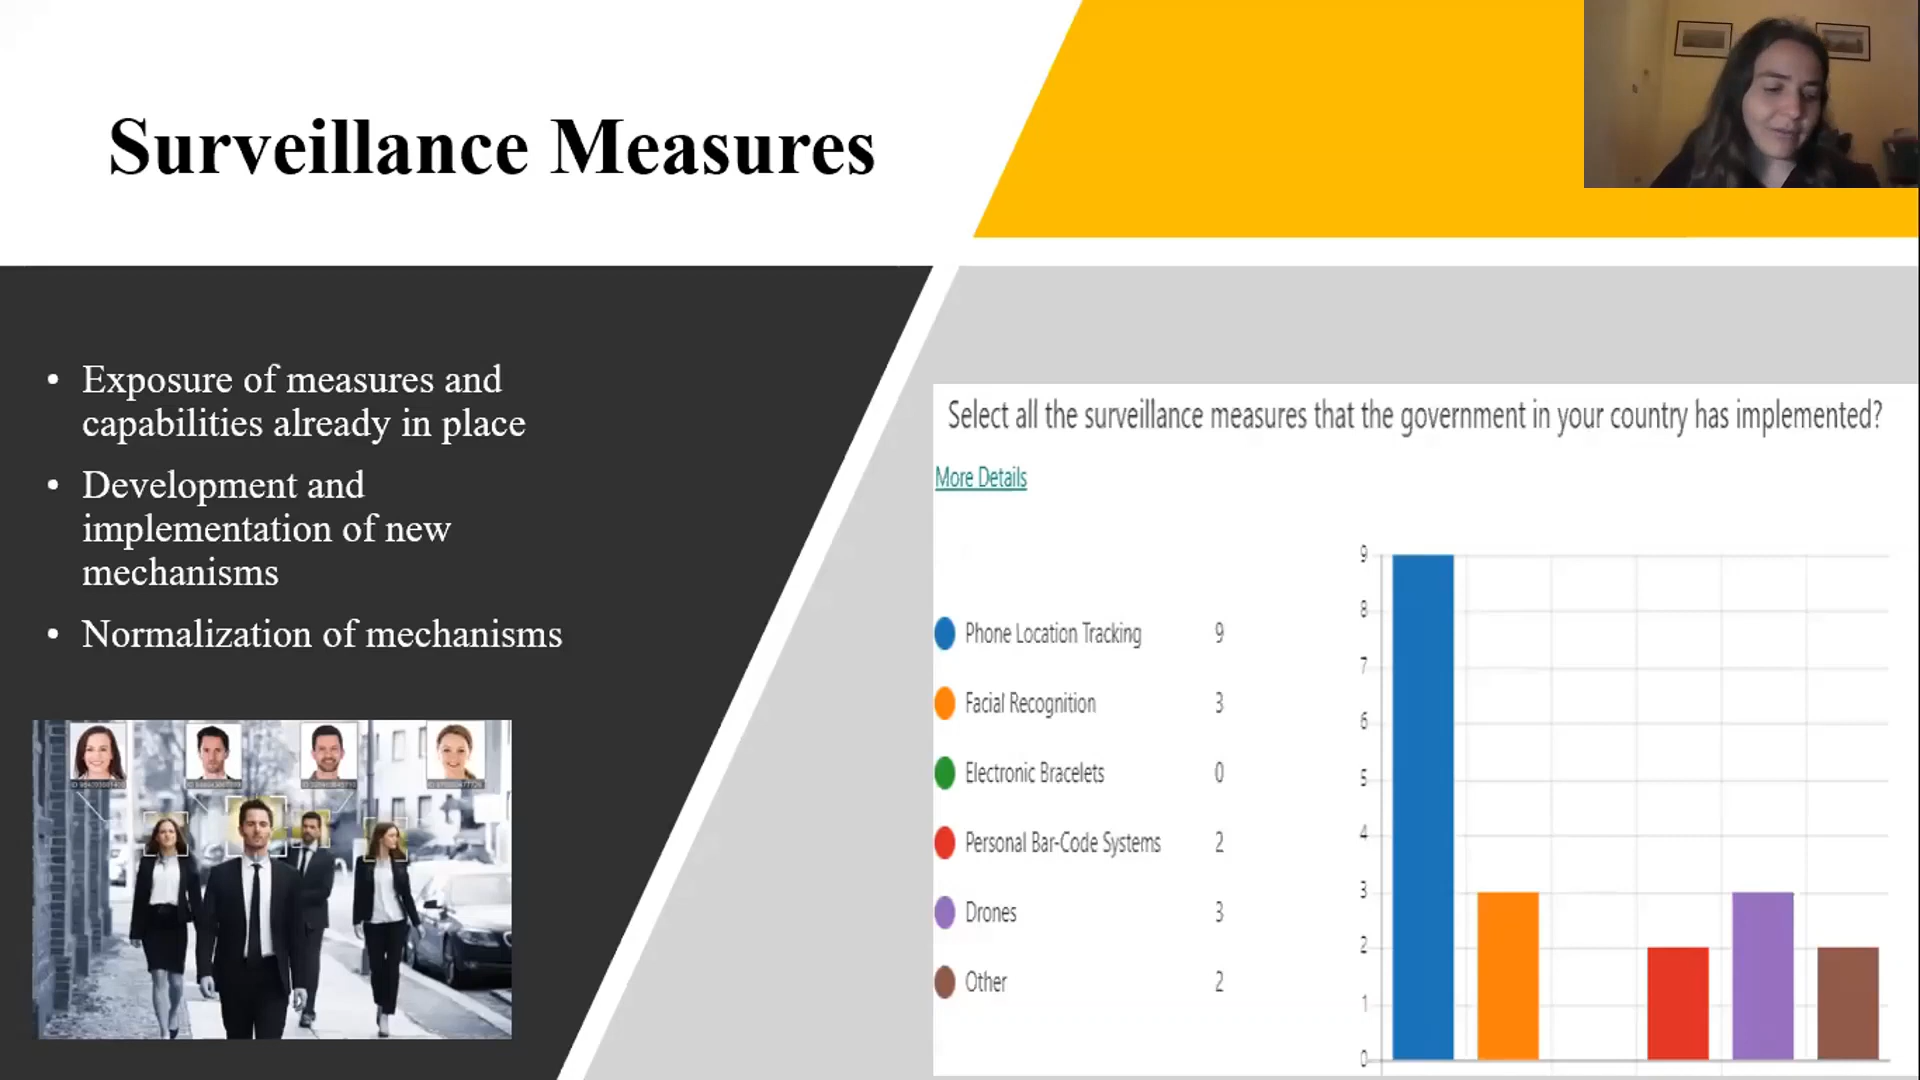 Surveillance Measures
• Exposure of measures and
capabilities already in place
• Development and
implementation of new
mechanisms
• Normalization of mechanisms
Select all the surveillance measures that the government in your country has implemented?
More Details
Phone Location Tracking 9
Facial Recognition 3
Electronic Bracelets 0
Personal Bar-Code Systems 2
Drones 3
Other 2
9
8
7
6
5
4
3
2
1
0